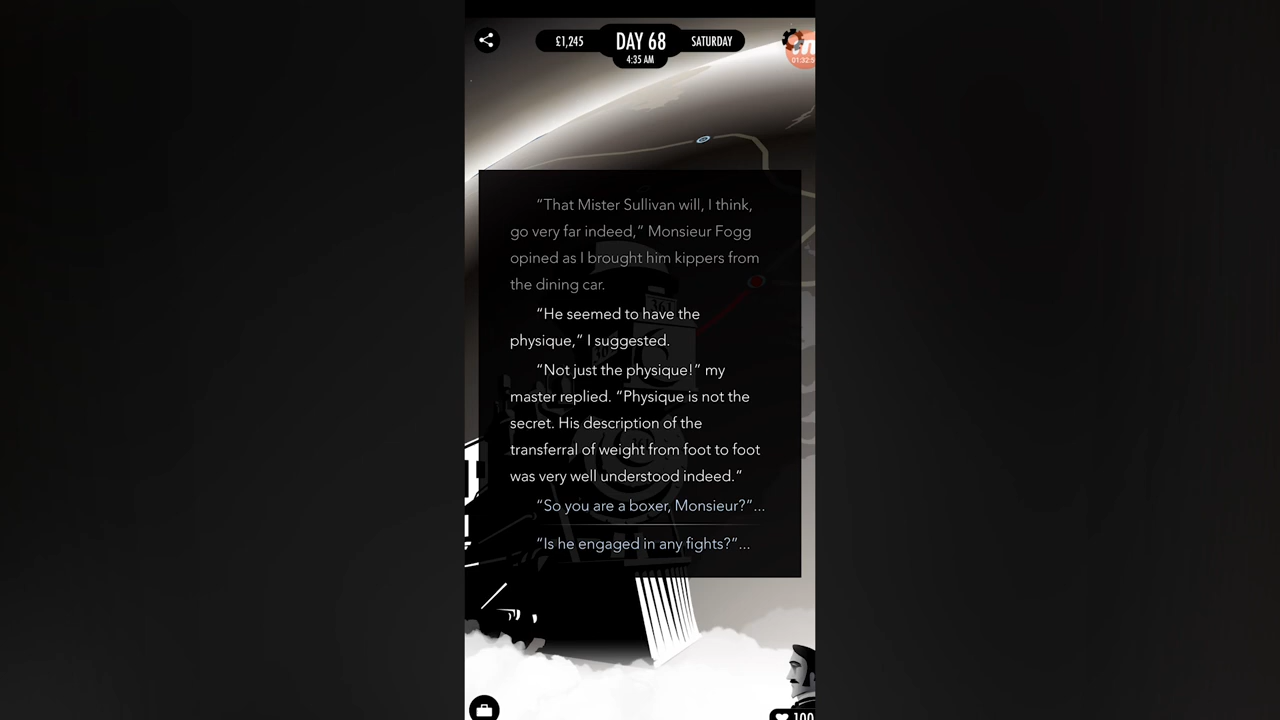 £1,245
DAY 68
SATURDAY
4:35 AM
“That Mister Sullivan will, I think,
go very far indeed,” Monsieur Fogg
opined as I brought him kippers from
the dining car.
“He seemed to have the
physique,” I suggested.
“Not just the physique!” my
master replied. “Physique is not the
secret. His description of the
transferral of weight from foot to foot
was very well understood indeed.”
“So you are a boxer, Monsieur?”...
“Is he engaged in any fights?”...
100